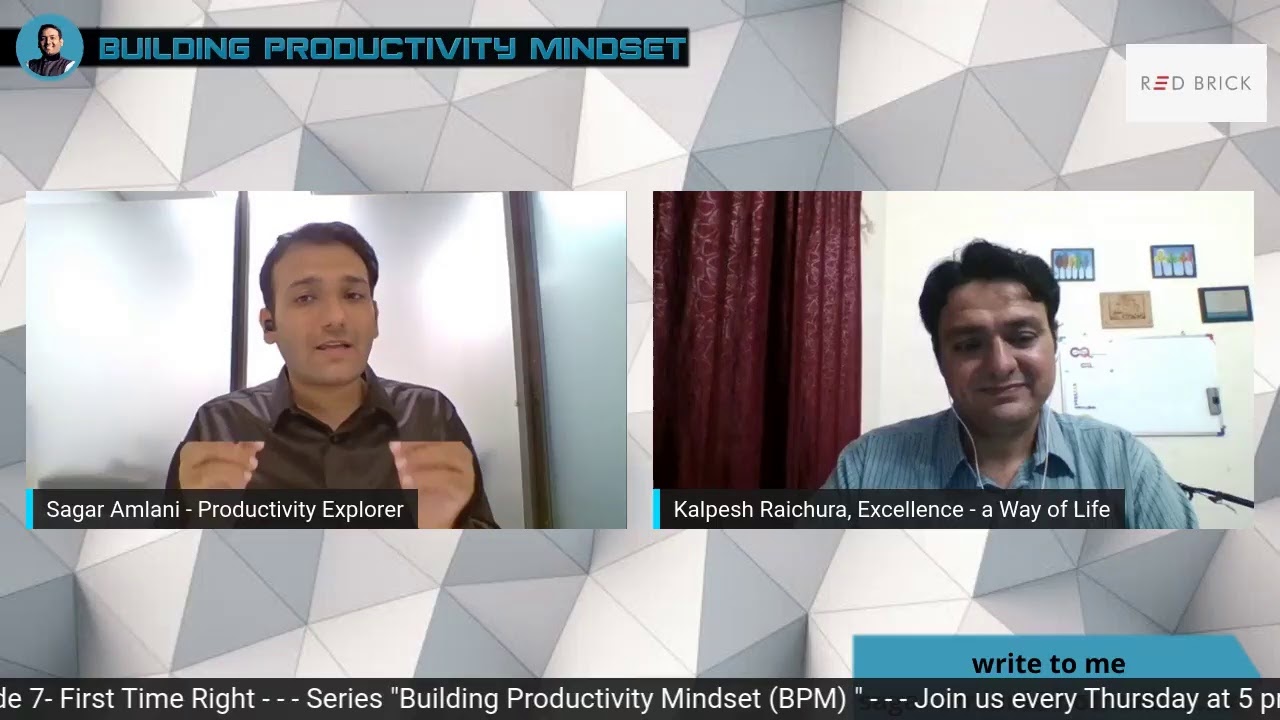 BUILDING PRODUCTIVITY MINDSET
RED BRICK
CQ
Sagar Amlani - Productivity Explorer
Kalpesh Raichura, Excellence - a Way of Life
write to me
de 7- First Time Right - - - Series "Building Productivity Mindset (BPM) " - - - Join us every Thursday at 5 p